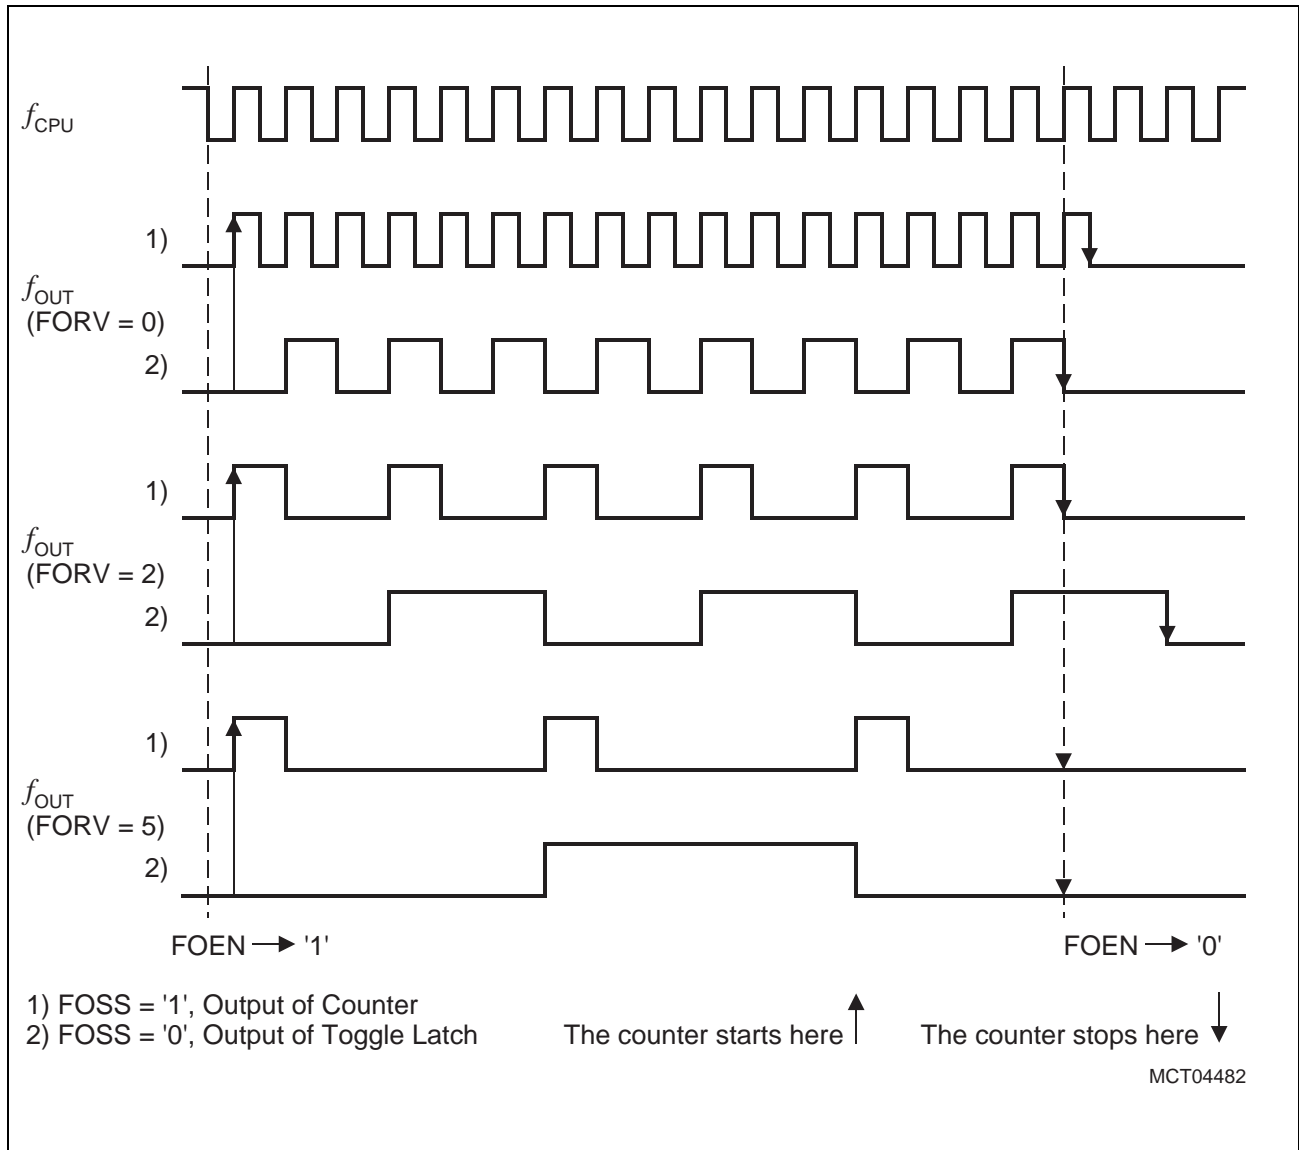 fCPU
1)
fOUT
(FORV = 0)
2)
1)
fOUT
(FORV = 2)
2)
1)
fOUT
(FORV = 5)
2)
FOEN → '1'
FOEN → '0'
1) FOSS = '1', Output of Counter
2) FOSS = '0', Output of Toggle Latch
The counter starts here
The counter stops here
MCT04482